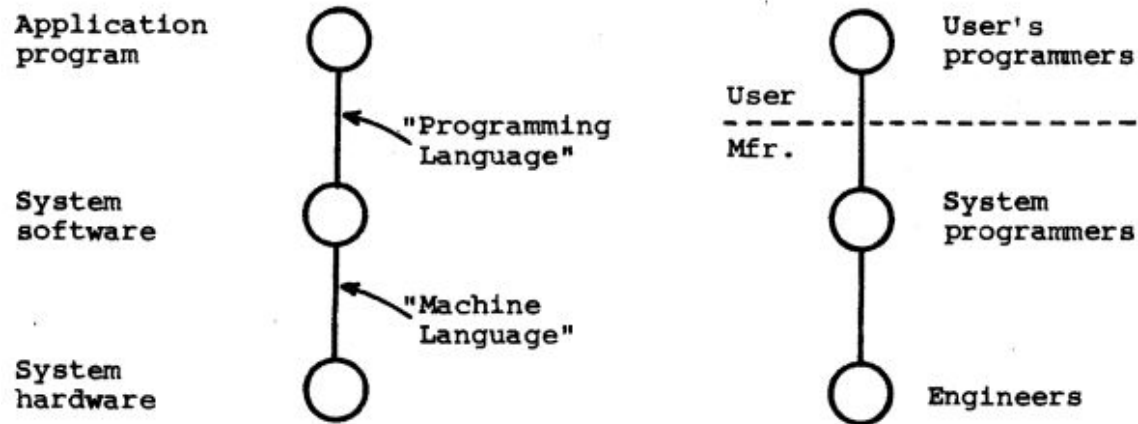 Application
program
"Programming
Language"
System
software
"Machine
Language"
System
hardware
User's
programmers
User
Mfr.
System
programmers
Engineers